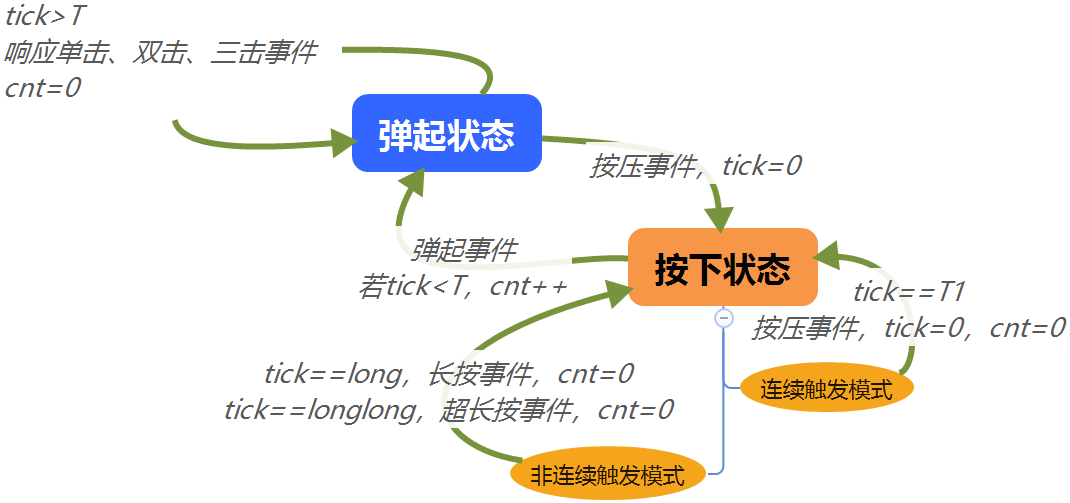 tick>T
响应单击、双击、三击事件
cnt=0
弹起状态
按压事件，tick=0
弹起事件
若tick<T，cnt++
按下状态
tick==T1
按压事件，tick=0，cnt=0
tick==long，长按事件，cnt=0
tick==longlong，超长按事件，cnt=0
连续触发模式
非连续触发模式